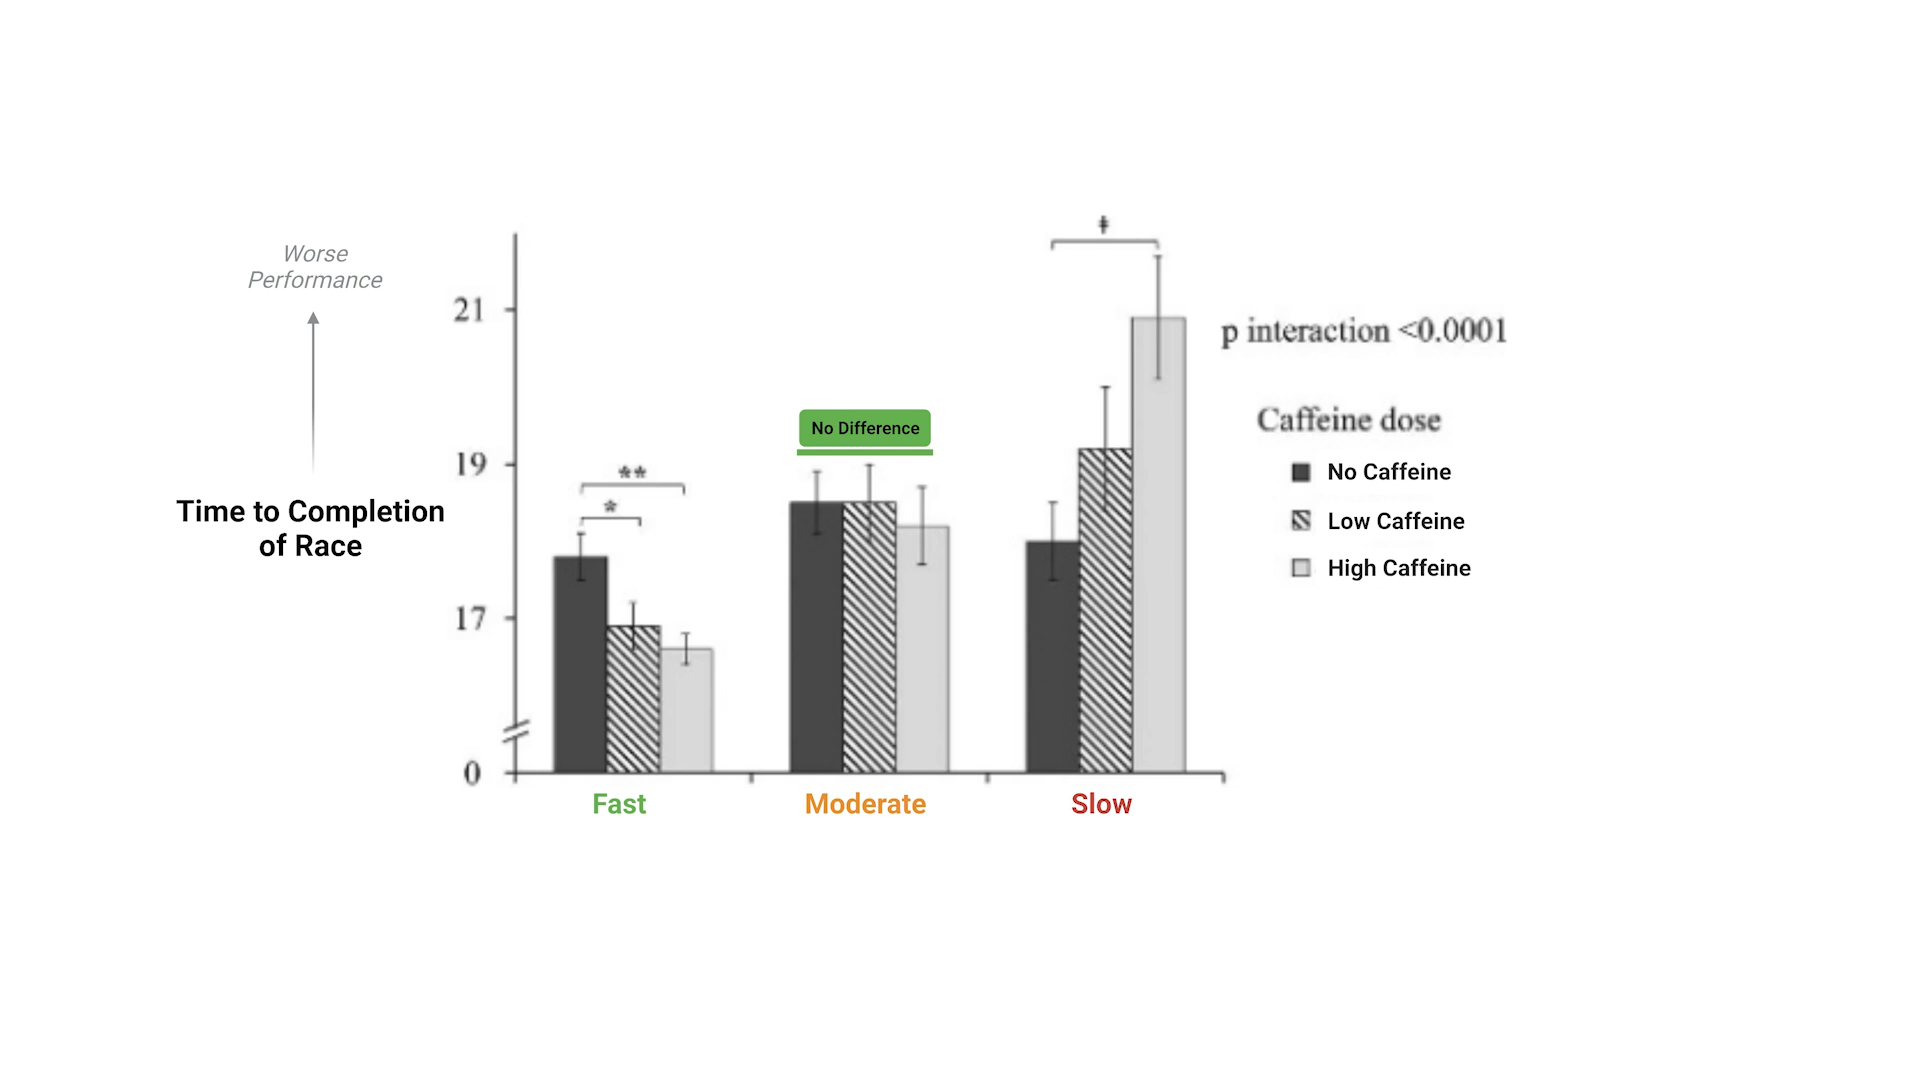 Worse
Performance
Time to Completion
of Race
21
19
17
0
**
*
No Difference
ǂ
p interaction <0.0001
Caffeine dose
No Caffeine
Low Caffeine
High Caffeine
Fast
Moderate
Slow